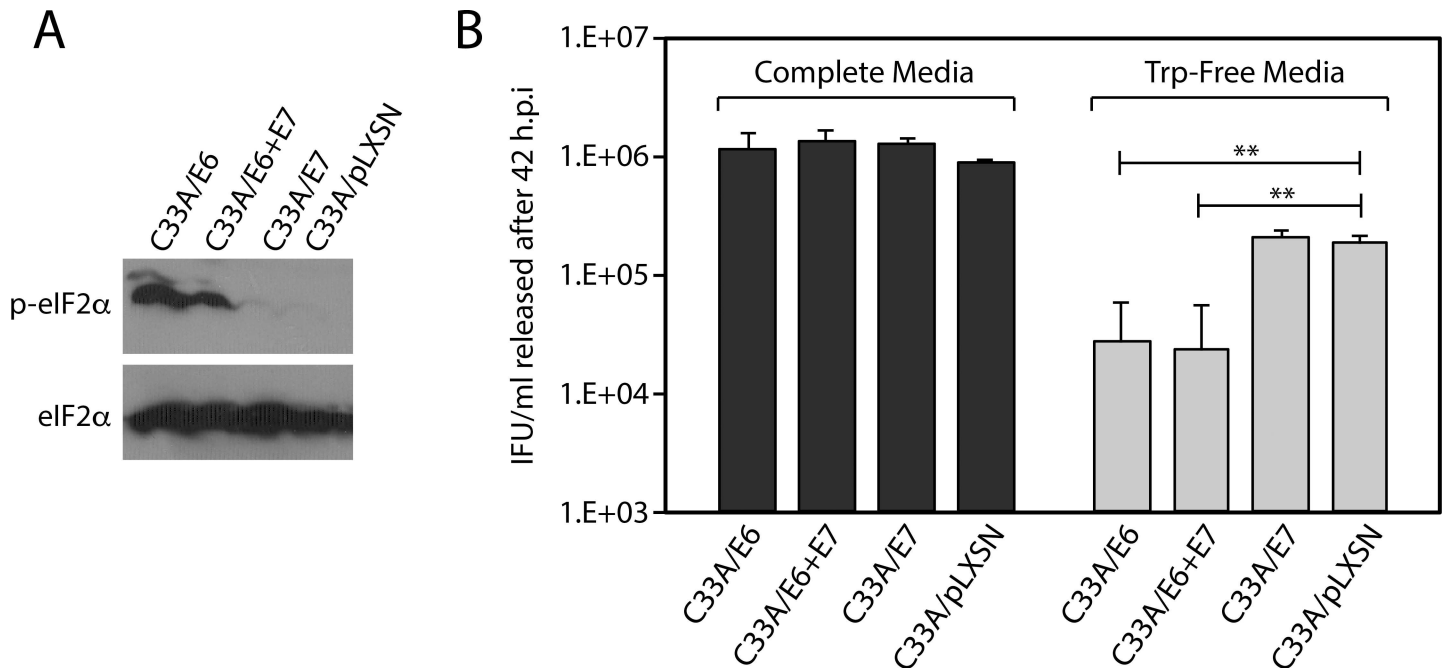 A
C33A/E6
C33A/E6+E7
C33A/E7
C33A/pLXSN
p-eIF2α
eIF2α
B
IFU/ml released after 42 h.p.i
1.E+07
1.E+06
1.E+05
1.E+04
1.E+03
Complete Media
Trp-Free Media
**
**
C33A/E6
C33A/E6+E7
C33A/E7
C33A/pLXSN
C33A/E6
C33A/E6+E7
C33A/E7
C33A/pLXSN